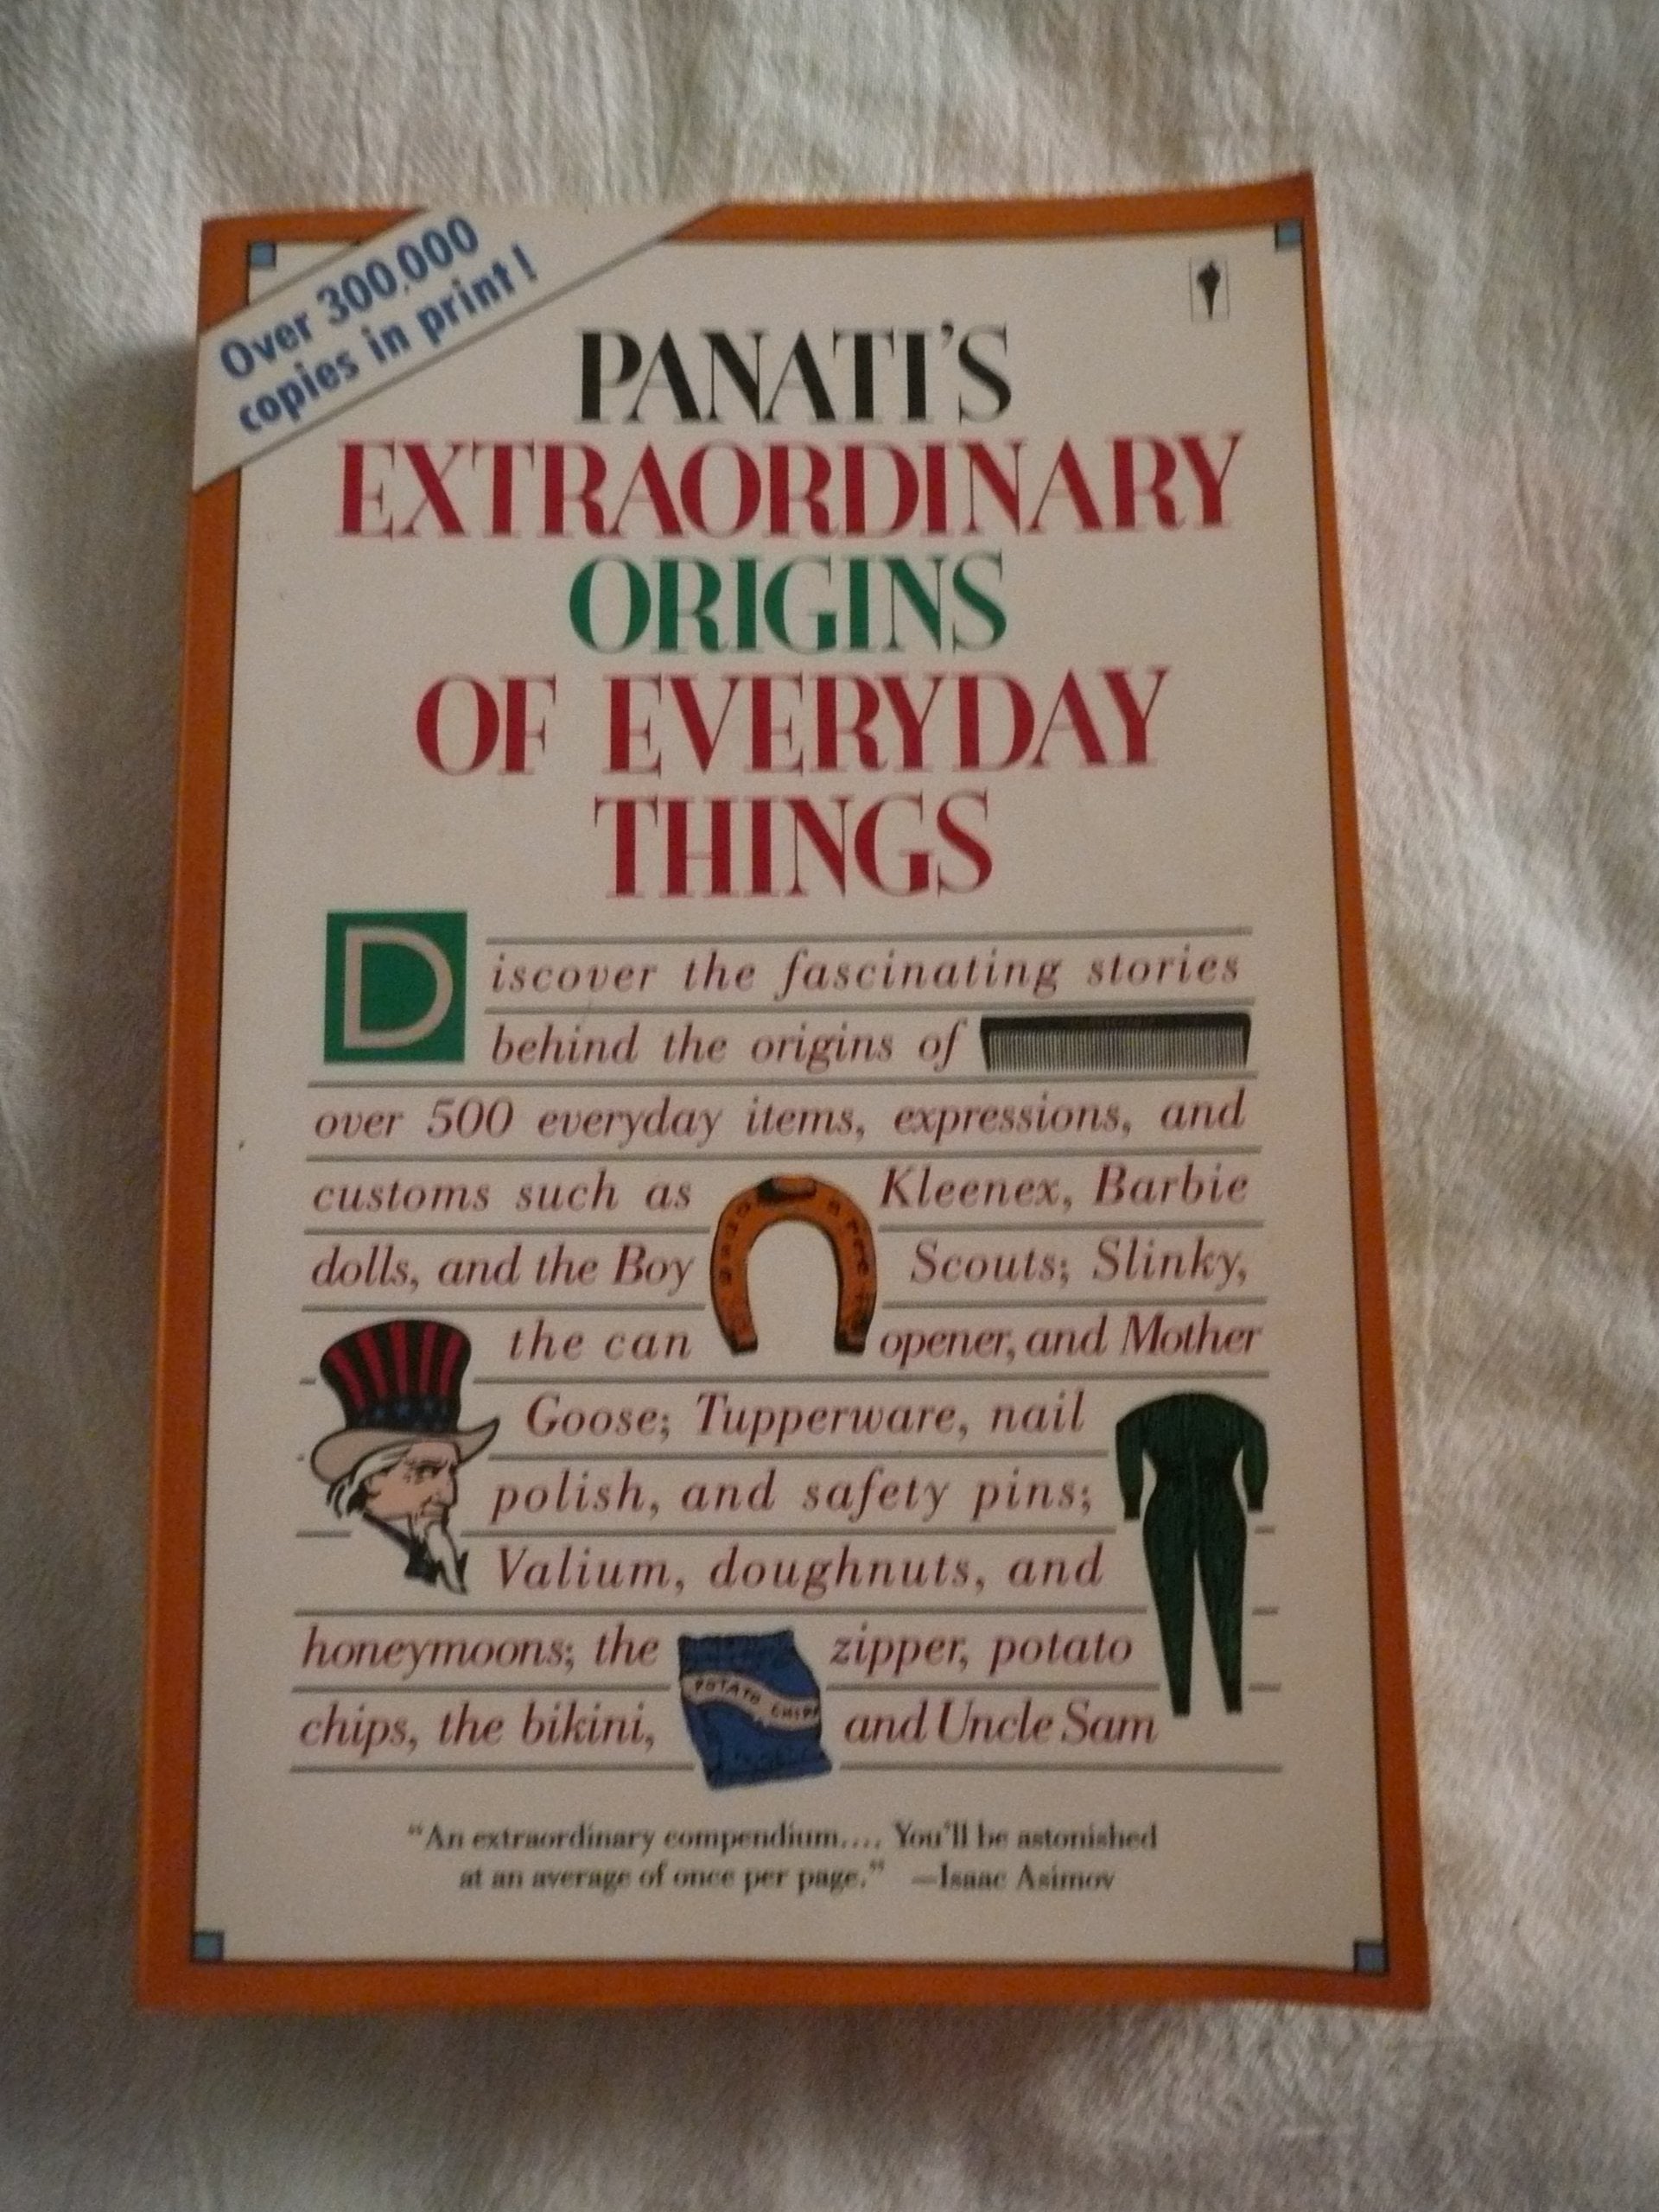 Over 300,000
copies in print!
PANATI'S
EXTRAORDINARY
ORIGINS
OF EVERYDAY
THINGS
Discover the fascinating stories
behind the origins of
over 500 everyday items, expressions, and
customs such as Kleenex, Barbie
dolls, and the Boy Scouts; Slinky,
the can opener, and Mother
Goose; Tupperware, nail
polish, and safety pins;
Valium, doughnuts, and
honeymoons; the zipper, potato
chips, the bikini, and Uncle Sam
POTATO CHIPS
"An extraordinary compendium.... You'll be astonished
at an average of once per page." —Isaac Asimov